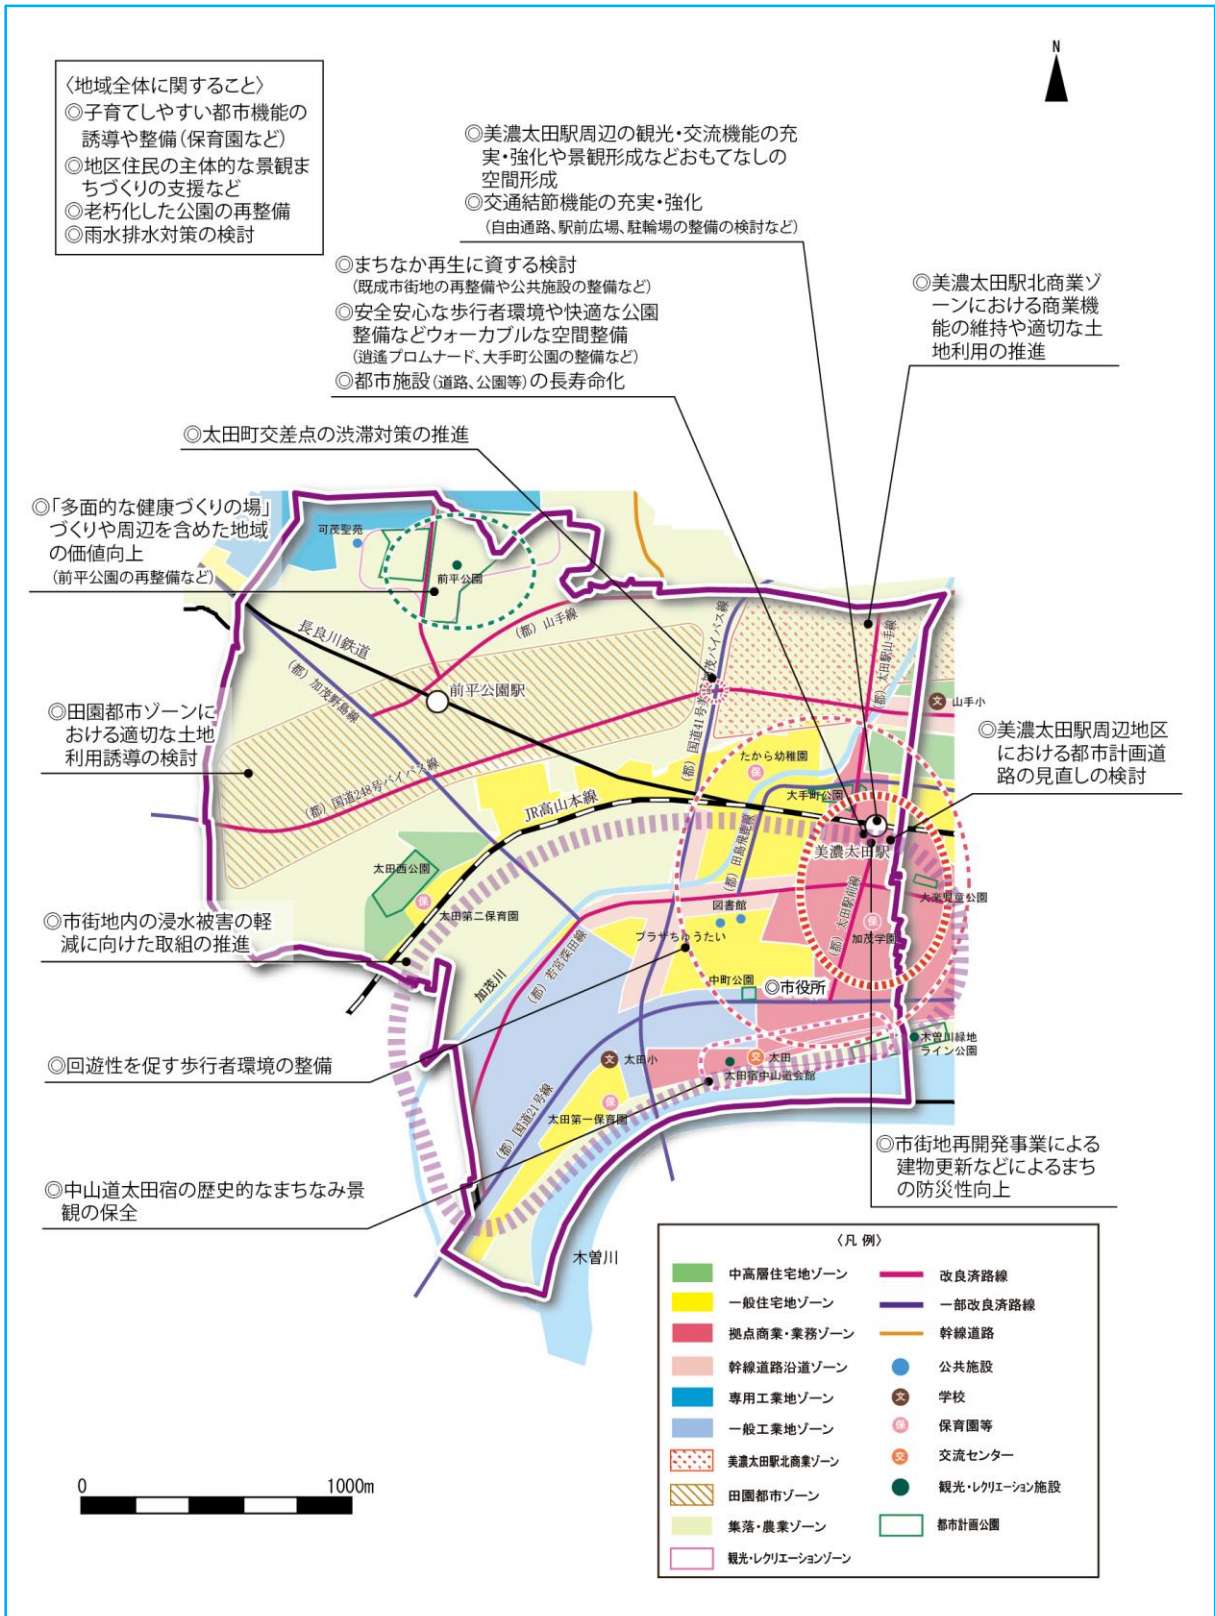 N
〈地域全体に関すること〉
◎子育てしやすい都市機能の
誘導や整備(保育園など)
◎地区住民の主体的な景観ま
ちづくりの支援など
◎老朽化した公園の再整備
◎雨水排水対策の検討
◎美濃太田駅周辺の観光・交流機能の充
実・強化や景観形成などおもてなしの
空間形成
◎交通結節機能の充実・強化
(自由通路、駅前広場、駐輪場の整備の検討など)
◎まちなか再生に資する検討
(既成市街地の再整備や公共施設の整備など)
◎安全安心な歩行者環境や快適な公園
整備などウォーカブルな空間整備
(逍遙プロムナード、大手町公園の整備など)
◎都市施設(道路、公園等)の長寿命化
◎美濃太田駅北商業ゾ
ーンにおける商業機
能の維持や適切な土
地利用の推進
◎太田町交差点の渋滞対策の推進
◎「多面的な健康づくりの場」
づくりや周辺を含めた地域
の価値向上
(前平公園の再整備など)
可茂聖苑
前平公園
長良川鉄道
(都)山手線
(都)加茂野島線
前平公園駅
(都)国道41号美濃加茂バイパス線
(都)太田駅山手線
山手小
◎田園都市ゾーンに
おける適切な土地
利用誘導の検討
◎美濃太田駅周辺地区
における都市計画道
路の見直しの検討
(都)国道248号バイパス線
たから幼稚園
大手町公園
JR高山本線
美濃太田駅
(都)田島飛鹿線
太田西公園
太田第二保育園
大楽児童公園
図書館
プラザちゅうたい
(都)太田駅前線
加茂学園
◎市街地内の浸水被害の軽
減に向けた取組の推進
加茂川
(都)若宮深田線
中町公園
◎市役所
木曽川緑地
ライン公園
◎回遊性を促す歩行者環境の整備
太田小
太田
太田宿中山道会館
(都)国道21号線
太田第一保育園
◎市街地再開発事業による
建物更新などによるまち
の防災性向上
◎中山道太田宿の歴史的なまちなみ景
観の保全
木曽川
〈凡例〉
中高層住宅地ゾーン
一般住宅地ゾーン
拠点商業・業務ゾーン
幹線道路沿道ゾーン
専用工業地ゾーン
一般工業地ゾーン
美濃太田駅北商業ゾーン
田園都市ゾーン
集落・農業ゾーン
観光・レクリエーションゾーン
改良済路線
一部改良済路線
幹線道路
公共施設
文 学校
保 保育園等
交 交流センター
観光・レクリエーション施設
都市計画公園
0 1000m